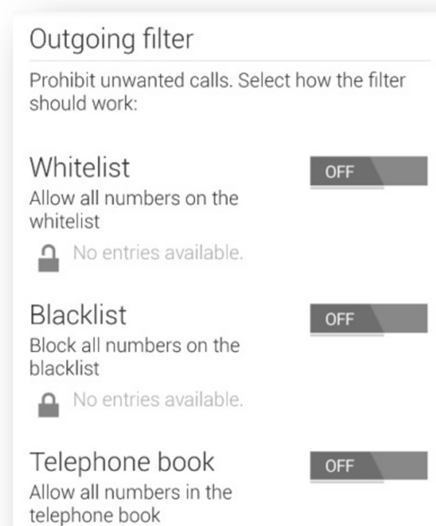 Outgoing filter
Prohibit unwanted calls. Select how the filter
should work:
Whitelist
OFF
Allow all numbers on the
whitelist
No entries available.
Blacklist
OFF
Block all numbers on the
blacklist
No entries available.
Telephone book
OFF
Allow all numbers in the
telephone book